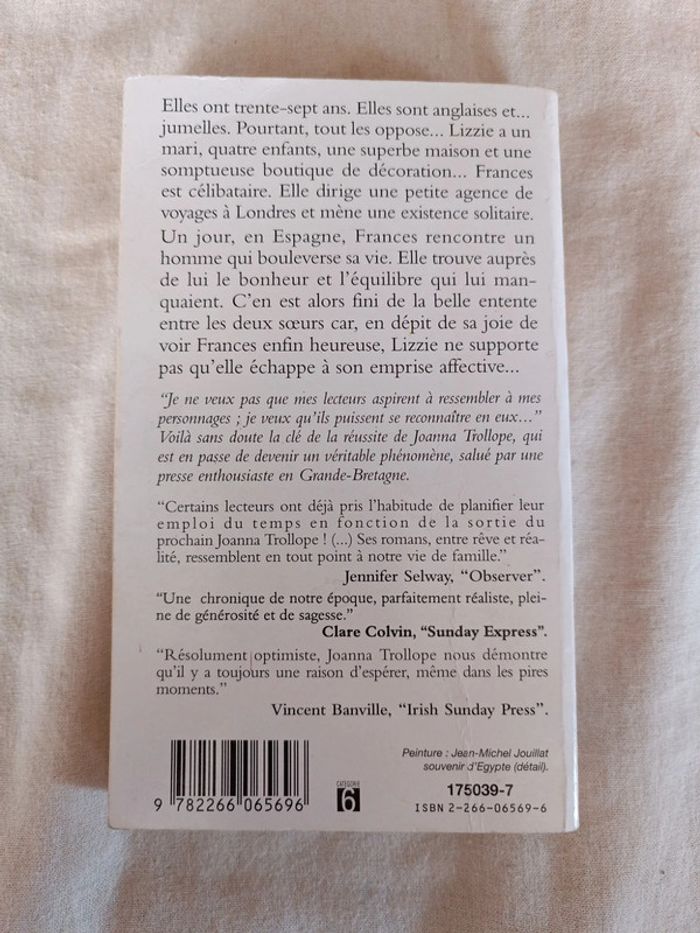 Elles ont trente-sept ans. Elles sont anglaises et...
jumelles. Pourtant, tout les oppose... Lizzie a un
mari, quatre enfants, une superbe maison et une
somptueuse boutique de décoration... Frances
est célibataire. Elle dirige une petite agence de
voyages à Londres et mène une existence solitaire.
Un jour, en Espagne, Frances rencontre un
homme qui bouleverse sa vie. Elle trouve auprès
de lui le bonheur et l'équilibre qui lui man-
quaient. C'en est alors fini de la belle entente
entre les deux sœurs car, en dépit de sa joie de
voir Frances enfin heureuse, Lizzie ne supporte
pas qu'elle échappe à son emprise affective...
“Je ne veux pas que mes lecteurs aspirent à ressembler à mes
personnages ; je veux qu'ils puissent se reconnaître en eux...”
Voilà sans doute la clé de la réussite de Joanna Trollope, qui
est en passe de devenir un véritable phénomène, salué par une
presse enthousiaste en Grande-Bretagne.
“Certains lecteurs ont déjà pris l'habitude de planifier leur
emploi du temps en fonction de la sortie du
prochain Joanna Trollope ! (...) Ses romans, entre rêve et réa-
lité, ressemblent en tout point à notre vie de famille.”
Jennifer Selway, “Observer”.
“Une chronique de notre époque, parfaitement réaliste, plei-
ne de générosité et de sagesse.”
Clare Colvin, “Sunday Express”.
“Résolument optimiste, Joanna Trollope nous démontre
qu'il y a toujours une raison d'espérer, même dans les pires
moments.”
Vincent Banville, “Irish Sunday Press”.
Peinture : Jean-Michel Jouillat
souvenir d'Egypte (détail).
CATÉGORIE
6
175039-7
ISBN 2-266-06569-6
9 782266 065696